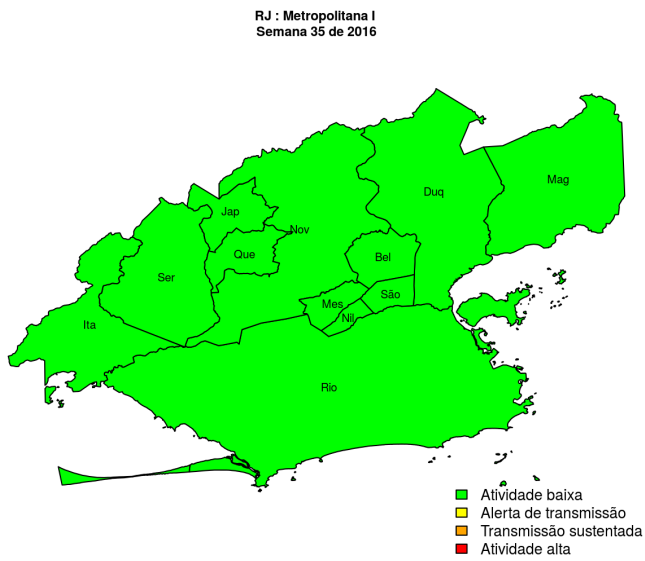 RJ : Metropolitana I
Semana 35 de 2016
Mag
Duq
Jap
Nov
Que
Bel
Ser
São
Mes
Nil
Ita
Rio
Atividade baixa
Alerta de transmissão
Transmissão sustentada
Atividade alta